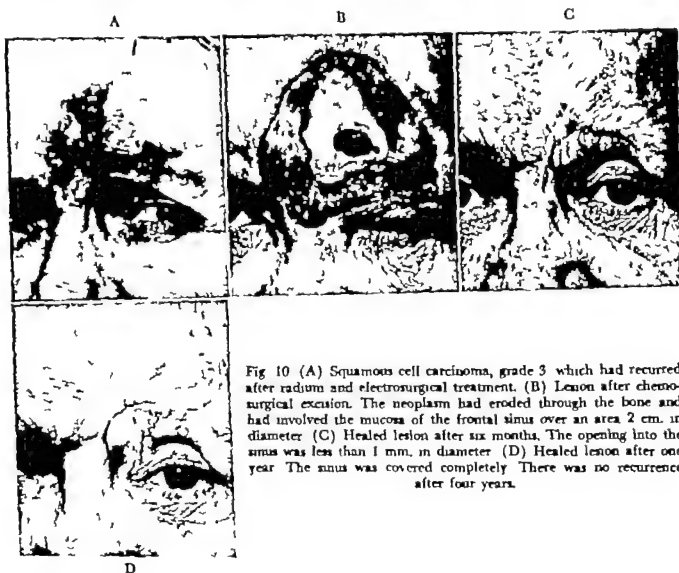 A
B
C
Fig 10 (A) Squamous cell carcinoma, grade 3 which had recurred
after radium and electrosurgical treatment. (B) Lesion after chemo-
surgical excision. The neoplasm had eroded through the bone and
had involved the mucosa of the frontal sinus over an area 2 cm. in
diameter (C) Healed lesion after six months. The opening into the
sinus was less than 1 mm. in diameter (D) Healed lesion after one
year The sinus was covered completely There was no recurrence
after four years.
D